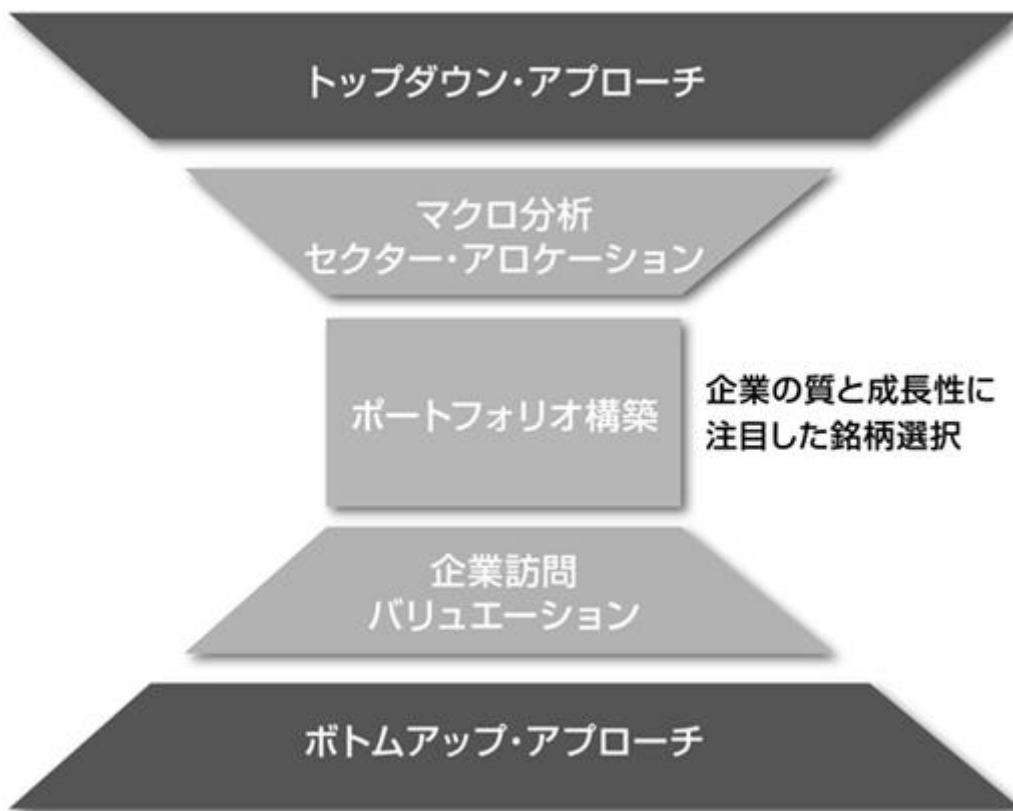 トップダウン・アプローチ
マクロ分析
セクター・アロケーション
ポートフォリオ構築
企業の質と成長性に
注目した銘柄選択
企業訪問
バリュエーション
ボトムアップ・アプローチ